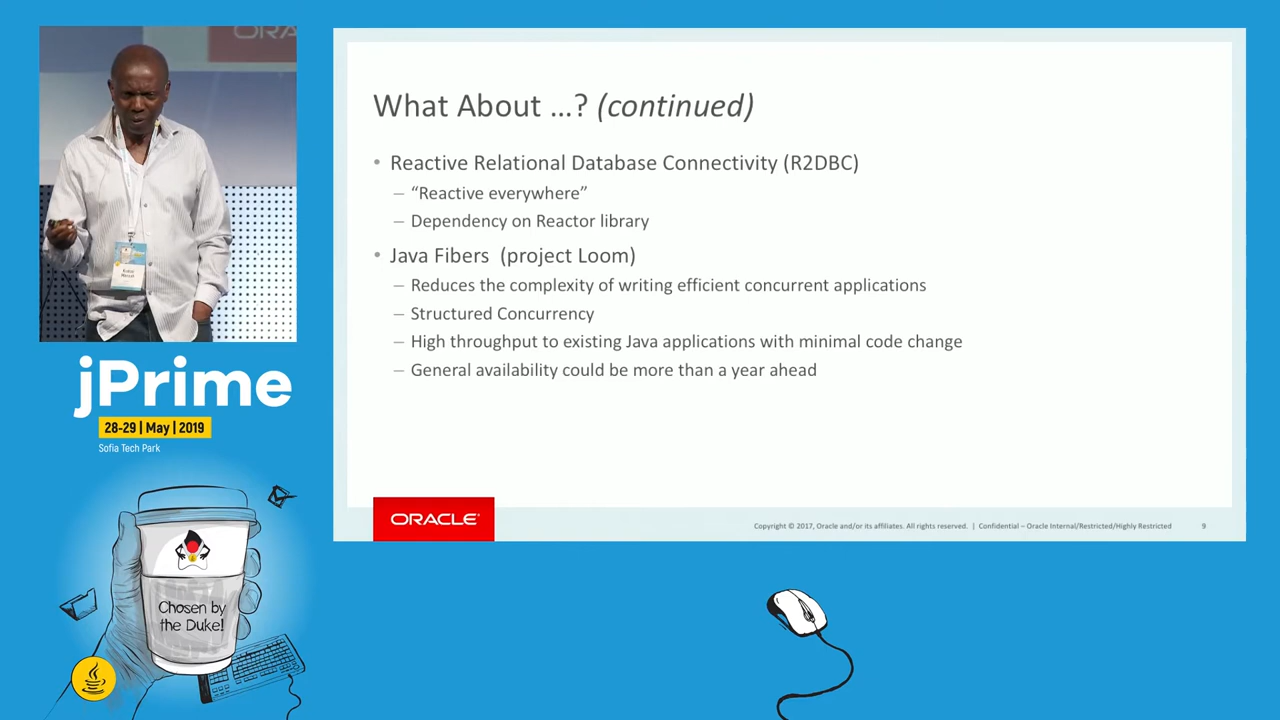 ORA
What About ...? (continued)
• Reactive Relational Database Connectivity (R2DBC)
– “Reactive everywhere”
– Dependency on Reactor library
• Java Fibers (project Loom)
– Reduces the complexity of writing efficient concurrent applications
– Structured Concurrency
– High throughput to existing Java applications with minimal code change
– General availability could be more than a year ahead
ORACLE
Copyright © 2017, Oracle and/or its affiliates. All rights reserved. | Confidential – Oracle Internal/Restricted/Highly Restricted 9
jPrime
28-29 | May | 2019
Sofia Tech Park
Chosen by
the Duke!